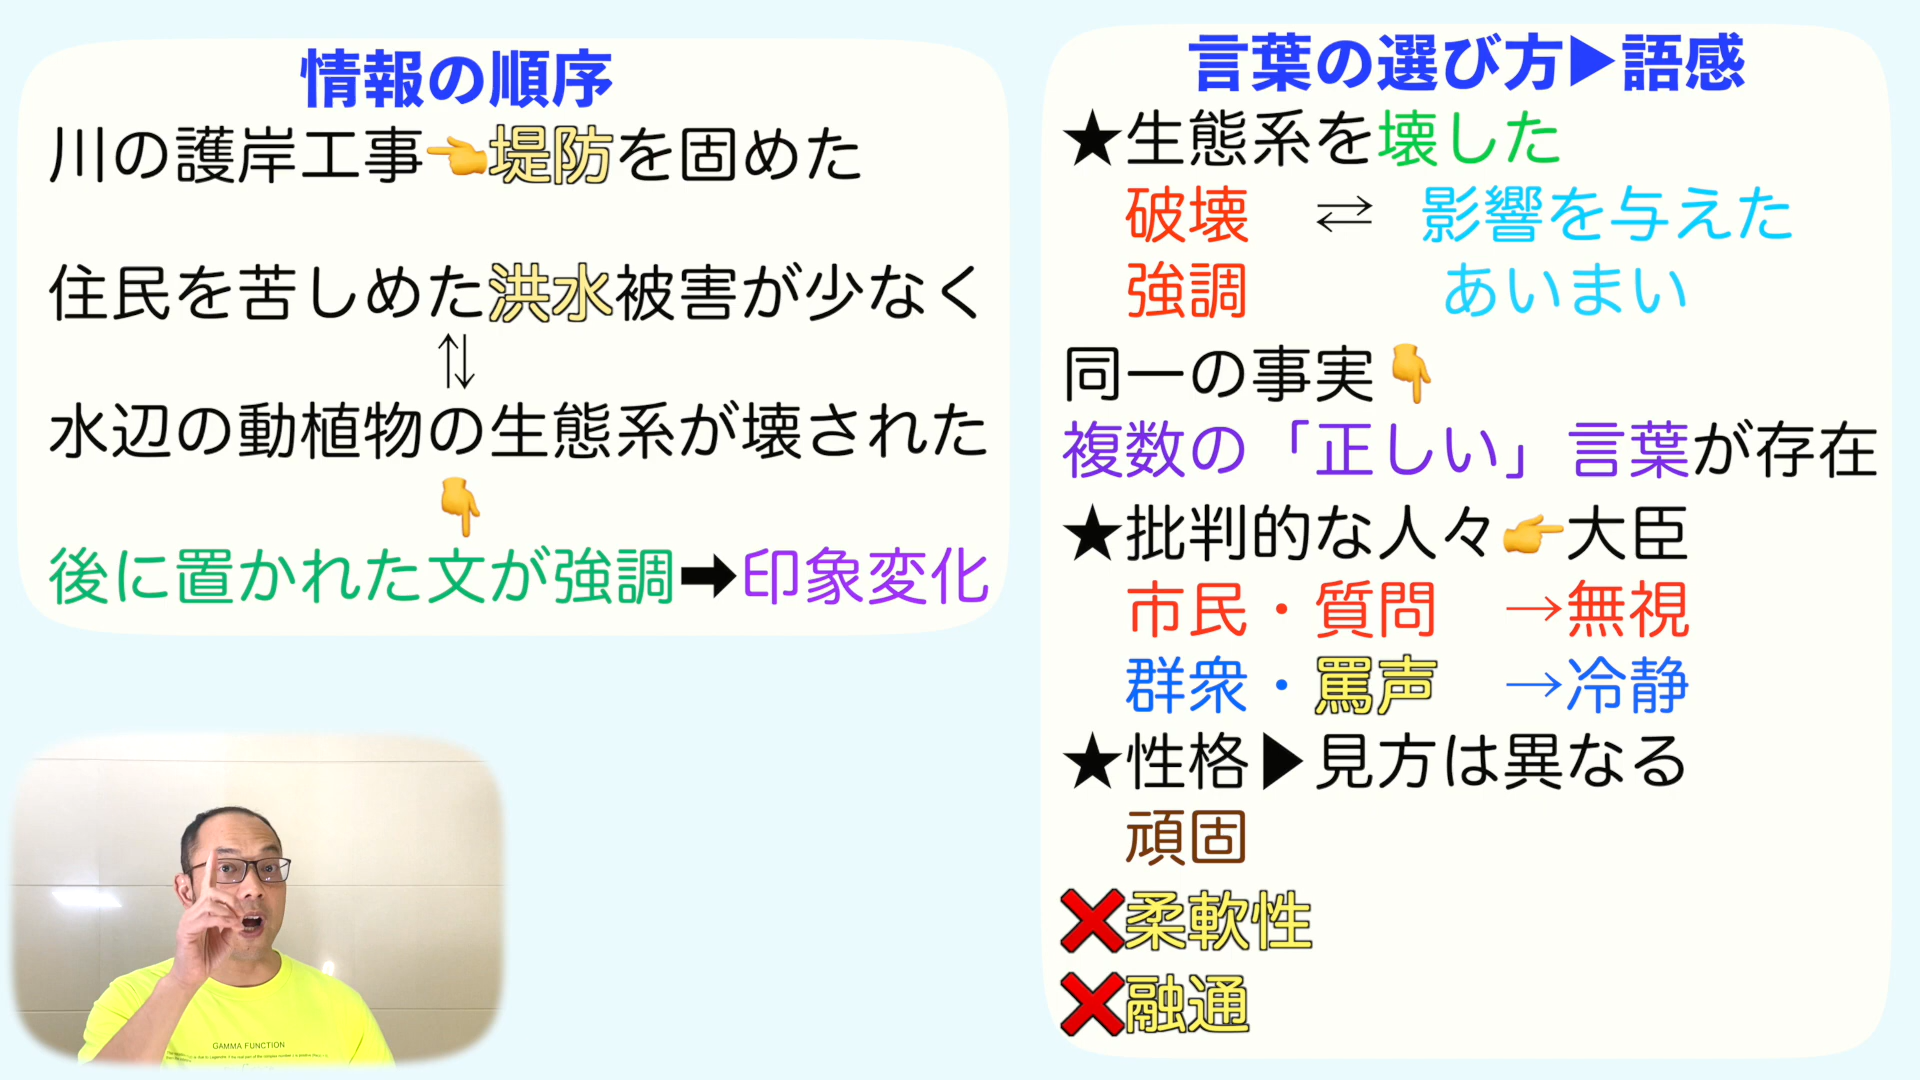 情報の順序
川の護岸工事👈堤防を固めた
住民を苦しめた洪水被害が少なく
⇅
水辺の動植物の生態系が壊された
👇
後に置かれた文が強調➡印象変化
言葉の選び方▶語感
★生態系を壊した
破壊 ⇄ 影響を与えた
強調 あいまい
同一の事実👇
複数の「正しい」言葉が存在
★批判的な人々👉大臣
市民・質問 →無視
群衆・罵声 →冷静
★性格▶見方は異なる
頑固
❌柔軟性
❌融通
GAMMA FUNCTION